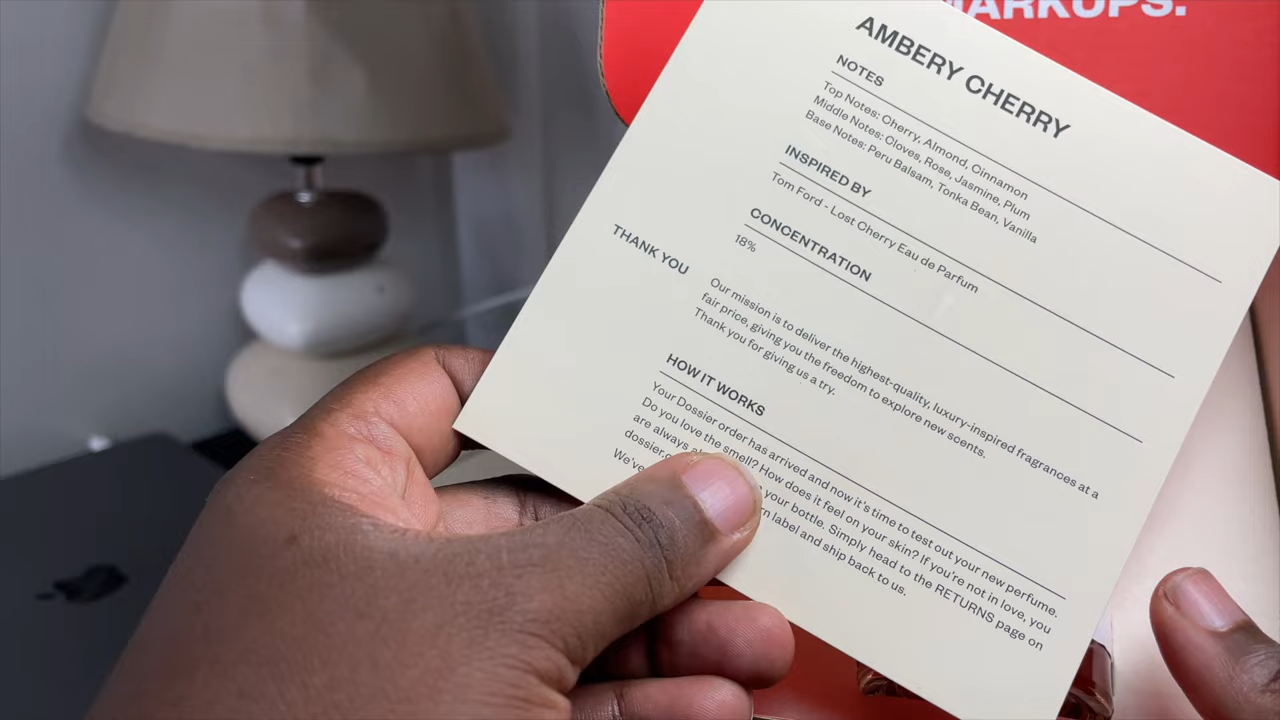 MARKUPS.
AMBERY CHERRY
NOTES
Top Notes: Cherry, Almond, Cinnamon
Middle Notes: Cloves, Rose, Jasmine, Plum
Base Notes: Peru Balsam, Tonka Bean, Vanilla
INSPIRED BY
Tom Ford - Lost Cherry Eau de Parfum
CONCENTRATION
18%
THANK YOU
Our mission is to deliver the highest-quality, luxury-inspired fragrances at a
fair price, giving you the freedom to explore new scents.
Thank you for giving us a try.
HOW IT WORKS
Your Dossier order has arrived and now it's time to test out your new perfume.
Do you love the smell? How does it feel on your skin? If you're not in love, you
are always your bottle. Simply head to the RETURNS page on
label and ship back to us.
We've